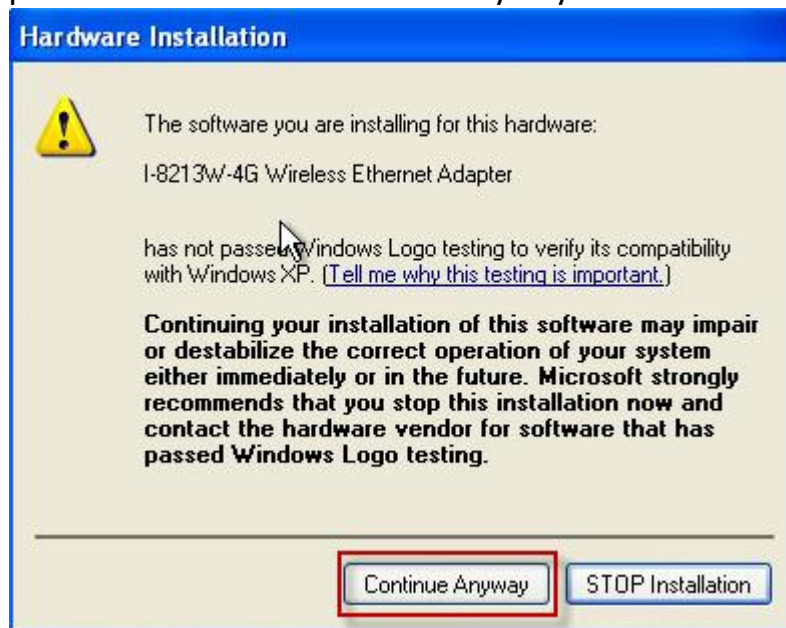 Hardware Installation
The software you are installing for this hardware:
I-8213W-4G Wireless Ethernet Adapter
has not passed Windows Logo testing to verify its compatibility
with Windows XP. (Tell me why this testing is important.)
Continuing your installation of this software may impair
or destabilize the correct operation of your system
either immediately or in the future. Microsoft strongly
recommends that you stop this installation now and
contact the hardware vendor for software that has
passed Windows Logo testing.
Continue Anyway
STOP Installation